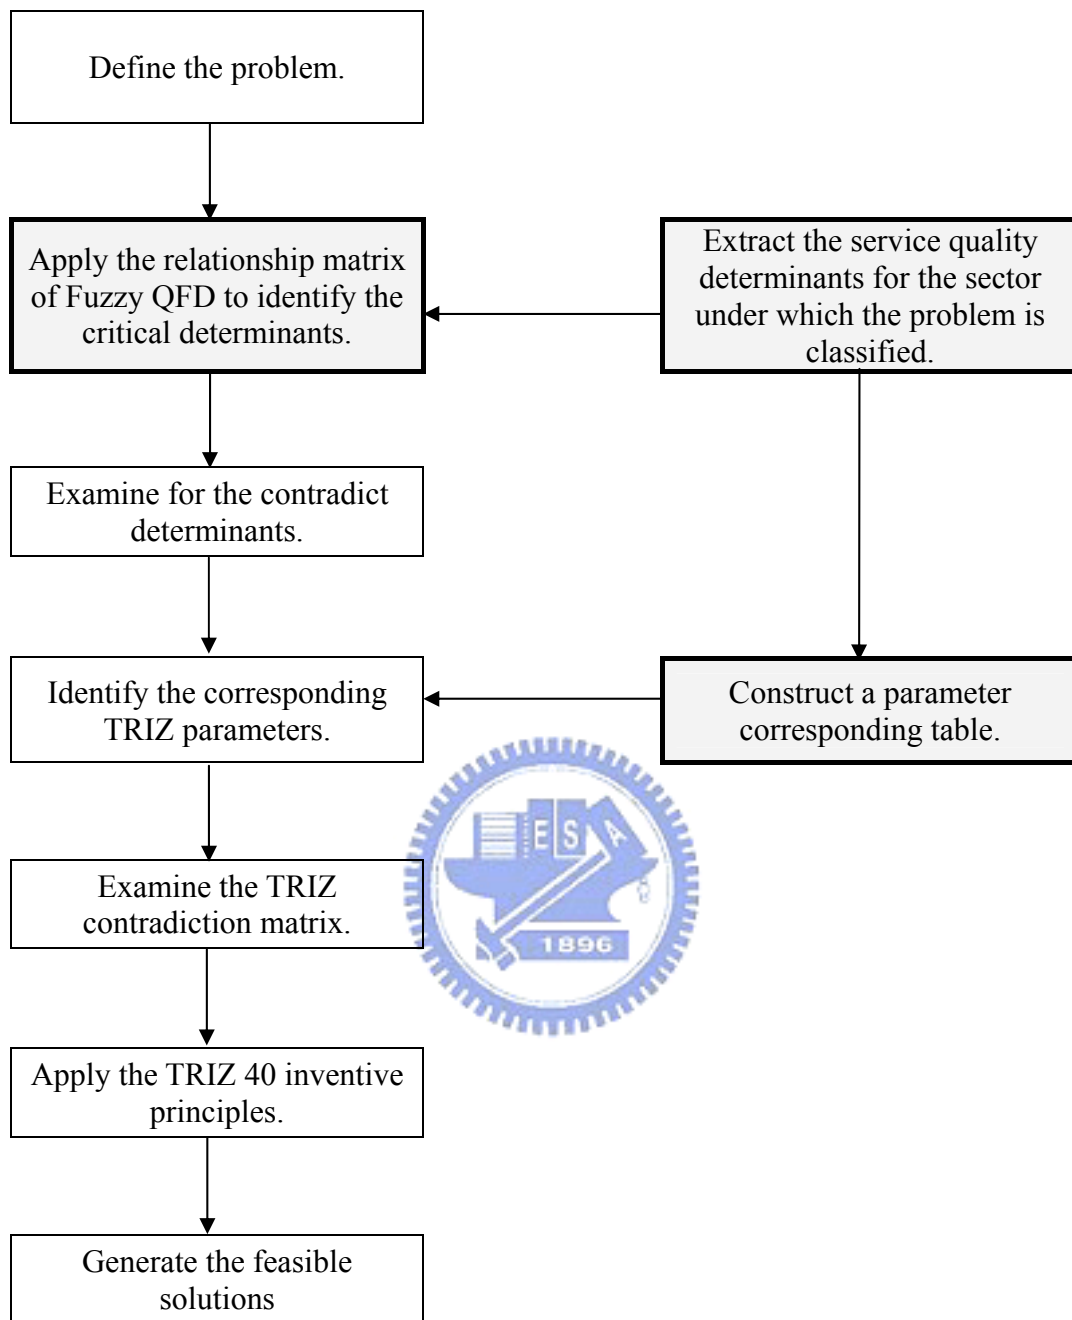 Define the problem.
Apply the relationship matrix
of Fuzzy QFD to identify the
critical determinants.
Extract the service quality
determinants for the sector
under which the problem is
classified.
Examine for the contradict
determinants.
Identify the corresponding
TRIZ parameters.
Construct a parameter
corresponding table.
Examine the TRIZ
contradiction matrix.
E S A
1896
Apply the TRIZ 40 inventive
principles.
Generate the feasible
solutions